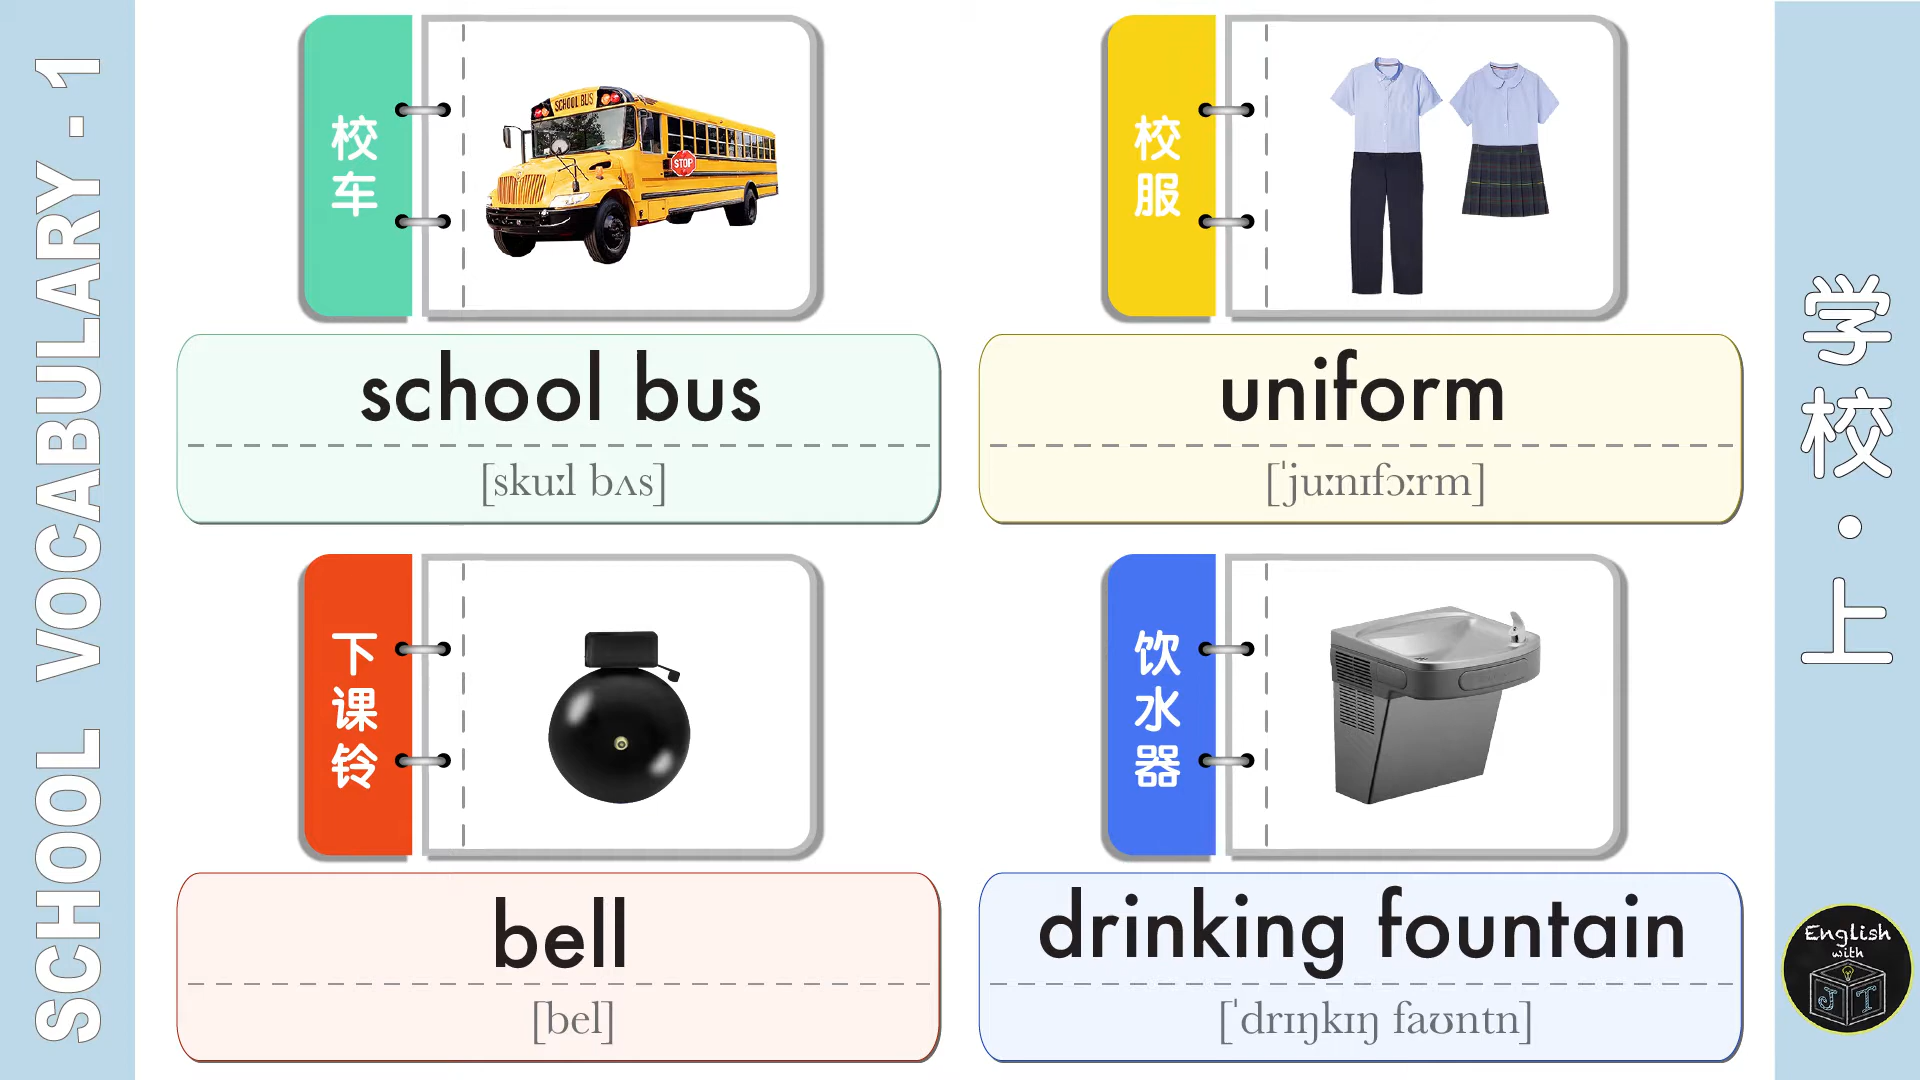 SCHOOL VOCABULARY - 1
校车
SCHOOL BUS
STOP
school bus
[skuːl bʌs]
校服
uniform
[ˈjuːnɪfɔːrm]
下课铃
bell
[bel]
饮水器
drinking fountain
[ˈdrɪŋkɪŋ faʊntn]
学校·上
English
with
J T